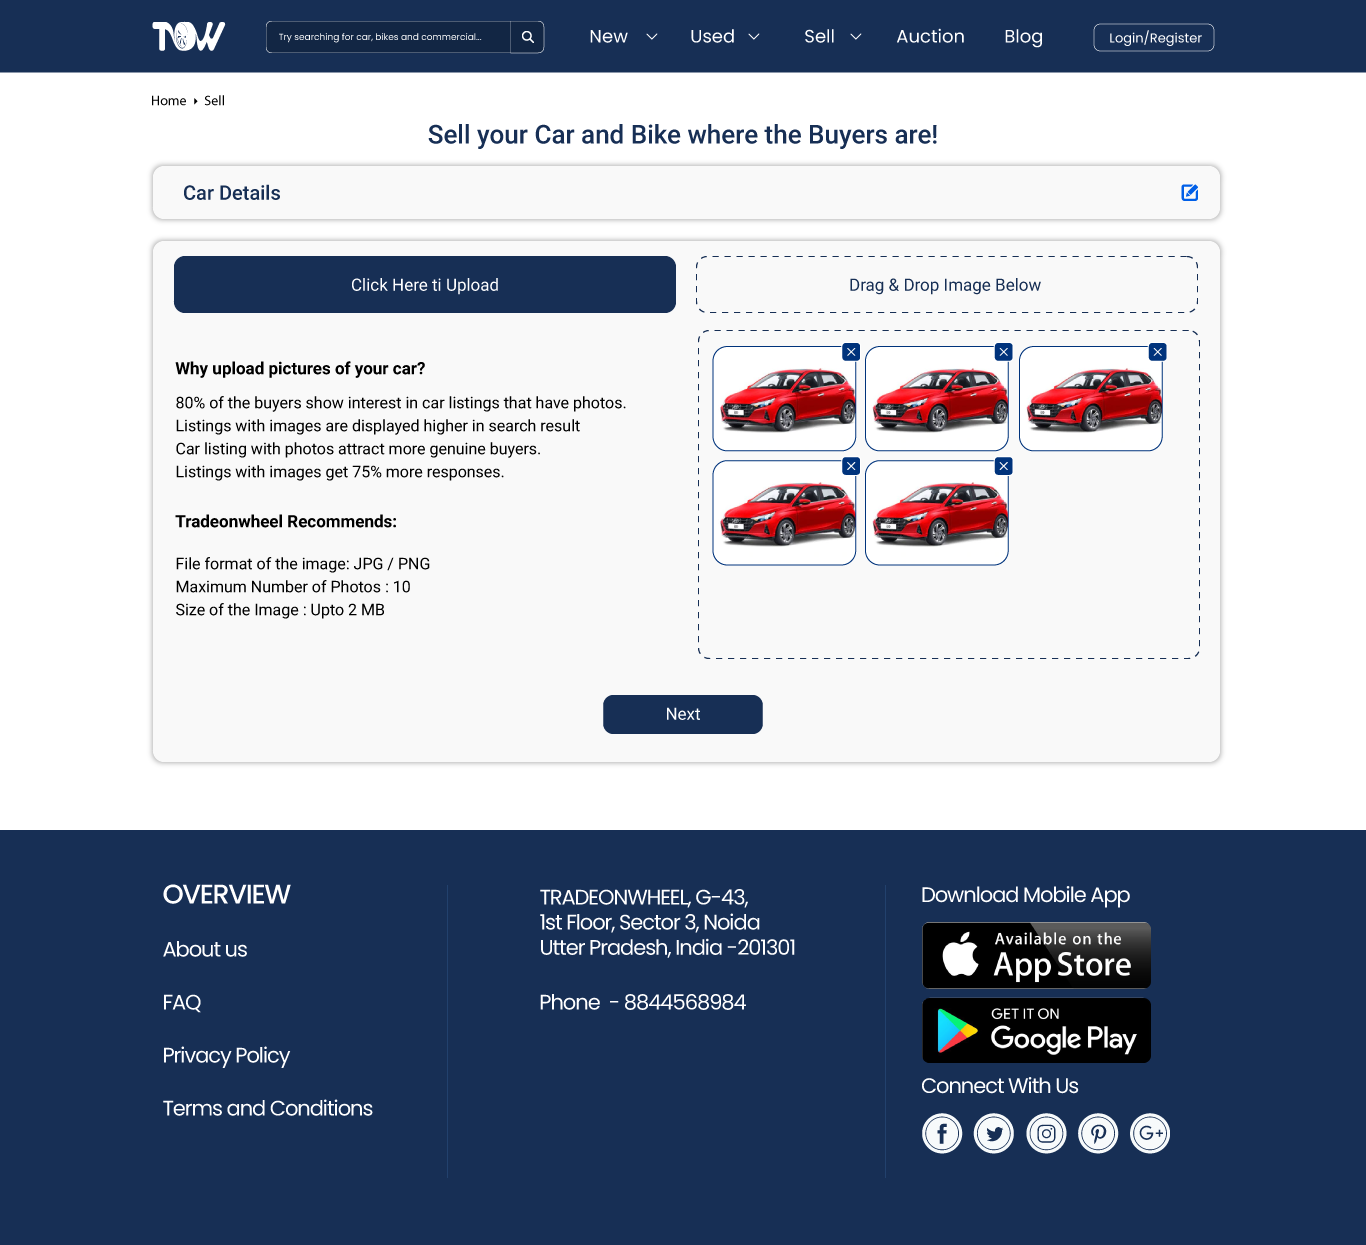 TOW
Try searching for car, bikes and commercial...
New
Used
Sell
Auction
Blog
Login/Register
Home
Sell
Sell your Car and Bike where the Buyers are!
Car Details
Click Here ti Upload
Drag & Drop Image Below
Why upload pictures of your car?
80% of the buyers show interest in car listings that have photos.
Listings with images are displayed higher in search result
Car listing with photos attract more genuine buyers.
Listings with images get 75% more responses.
Tradeonwheel Recommends:
File format of the image: JPG / PNG
Maximum Number of Photos : 10
Size of the Image : Upto 2 MB
Next
OVERVIEW
About us
FAQ
Privacy Policy
Terms and Conditions
TRADEONWHEEL, G-43,
1st Floor, Sector 3, Noida
Utter Pradesh, India -201301
Phone - 8844568984
Download Mobile App
Available on the
App Store
GET IT ON
Google Play
Connect With Us